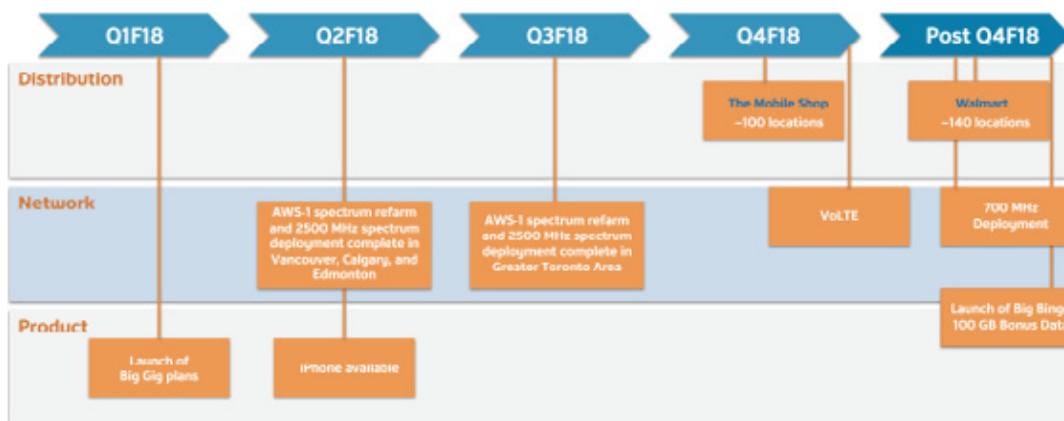 Q1F18
Q2F18
Q3F18
Q4F18
Post Q4F18
Distribution
The Mobile Shop
~100 locations
Walmart
~140 locations
Network
AWS-1 spectrum refarm
and 2500 MHz spectrum
deployment complete in
Vancouver, Calgary, and
Edmonton
AWS-1 spectrum refarm
and 2500 MHz spectrum
deployment complete in
Greater Toronto Area
VoLTE
700 MHz
Deployment
Product
Launch of
Big Gig plans
iPhone available
Launch of Big Bing
100 GB Bonus Data